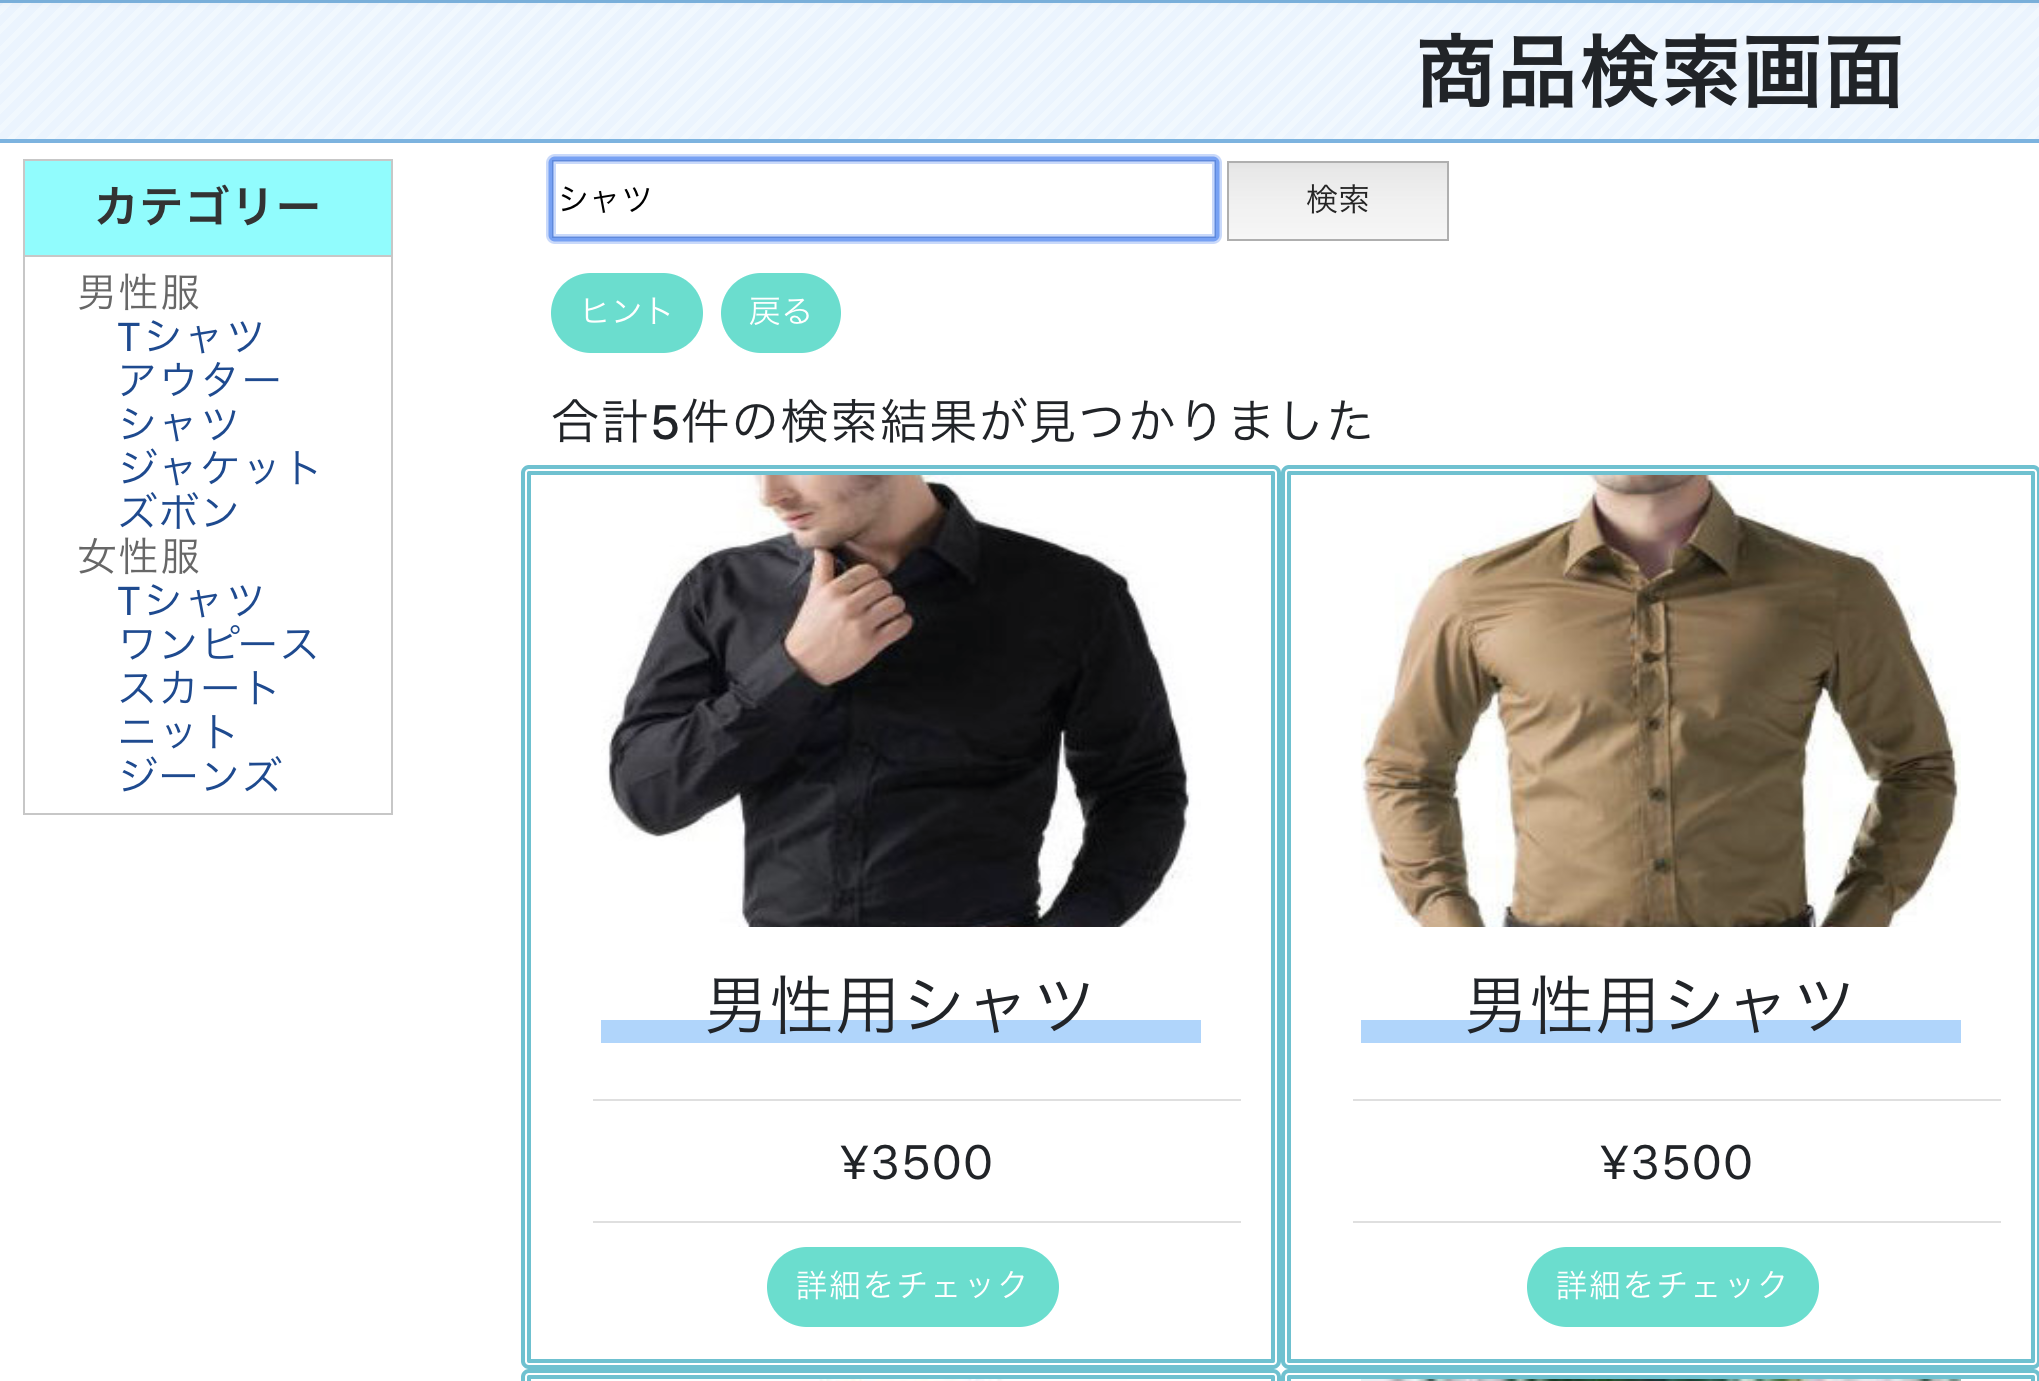 商品検索画面
カテゴリー
男性服
Tシャツ
アウター
シャツ
ジャケット
ズボン
女性服
Tシャツ
ワンピース
スカート
ニット
ジーンズ
シャツ
検索
ヒント
戻る
合計5件の検索結果が見つかりました
男性用シャツ
¥3500
詳細をチェック
男性用シャツ
¥3500
詳細をチェック